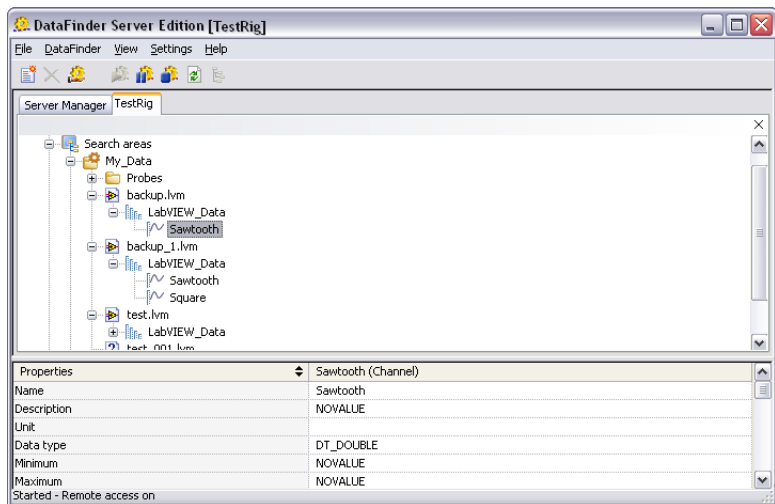 DataFinder Server Edition [TestRig]
File DataFinder View Settings Help
Server Manager TestRig
Search areas
My_Data
Probes
backup.lvm
LabVIEW_Data
Sawtooth
backup_1.lvm
LabVIEW_Data
Sawtooth
Square
test.lvm
LabVIEW_Data
test_001.lvm
Properties Sawtooth (Channel)
Name Sawtooth
Description NOVALUE
Unit
Data type DT_DOUBLE
Minimum NOVALUE
Maximum NOVALUE
Started - Remote access on